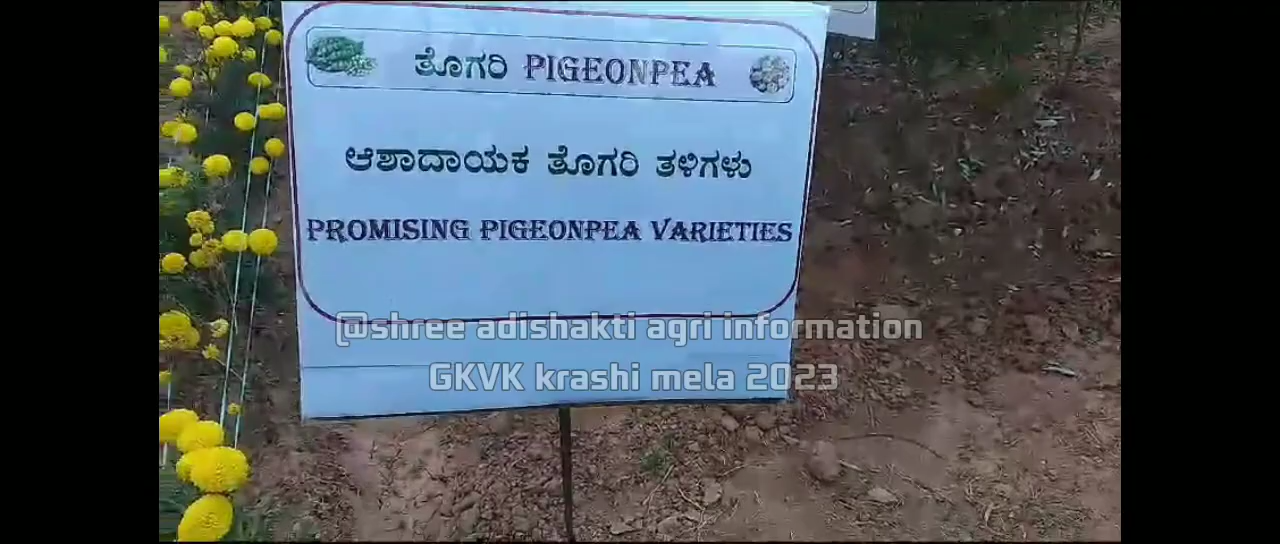 ತೊಗರಿ PIGEONPEA
ಆಶಾದಾಯಕ ತೊಗರಿ ತಳಿಗಳು
PROMISING PIGEONPEA VARIETIES
@shree adishakti agri information
GKVK krashi mela 2023